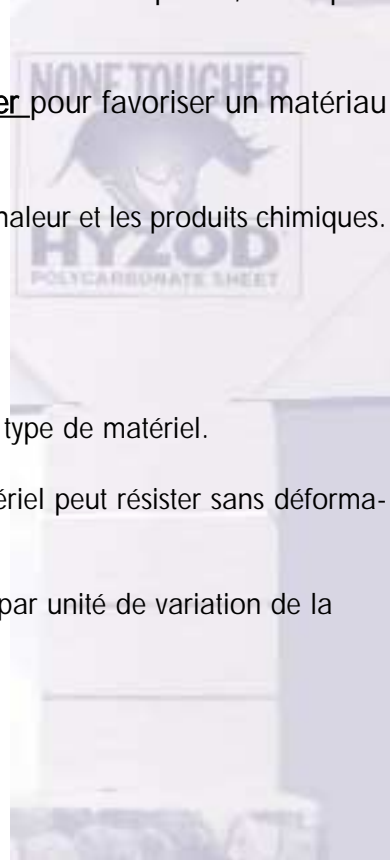 NONE TOUGHER
er pour favoriser un matériau
haleur et les produits chimiques.
HYZOD
POLYCARBONATE SHEET
type de matériel.
ériel peut résister sans déforma-
par unité de variation de la